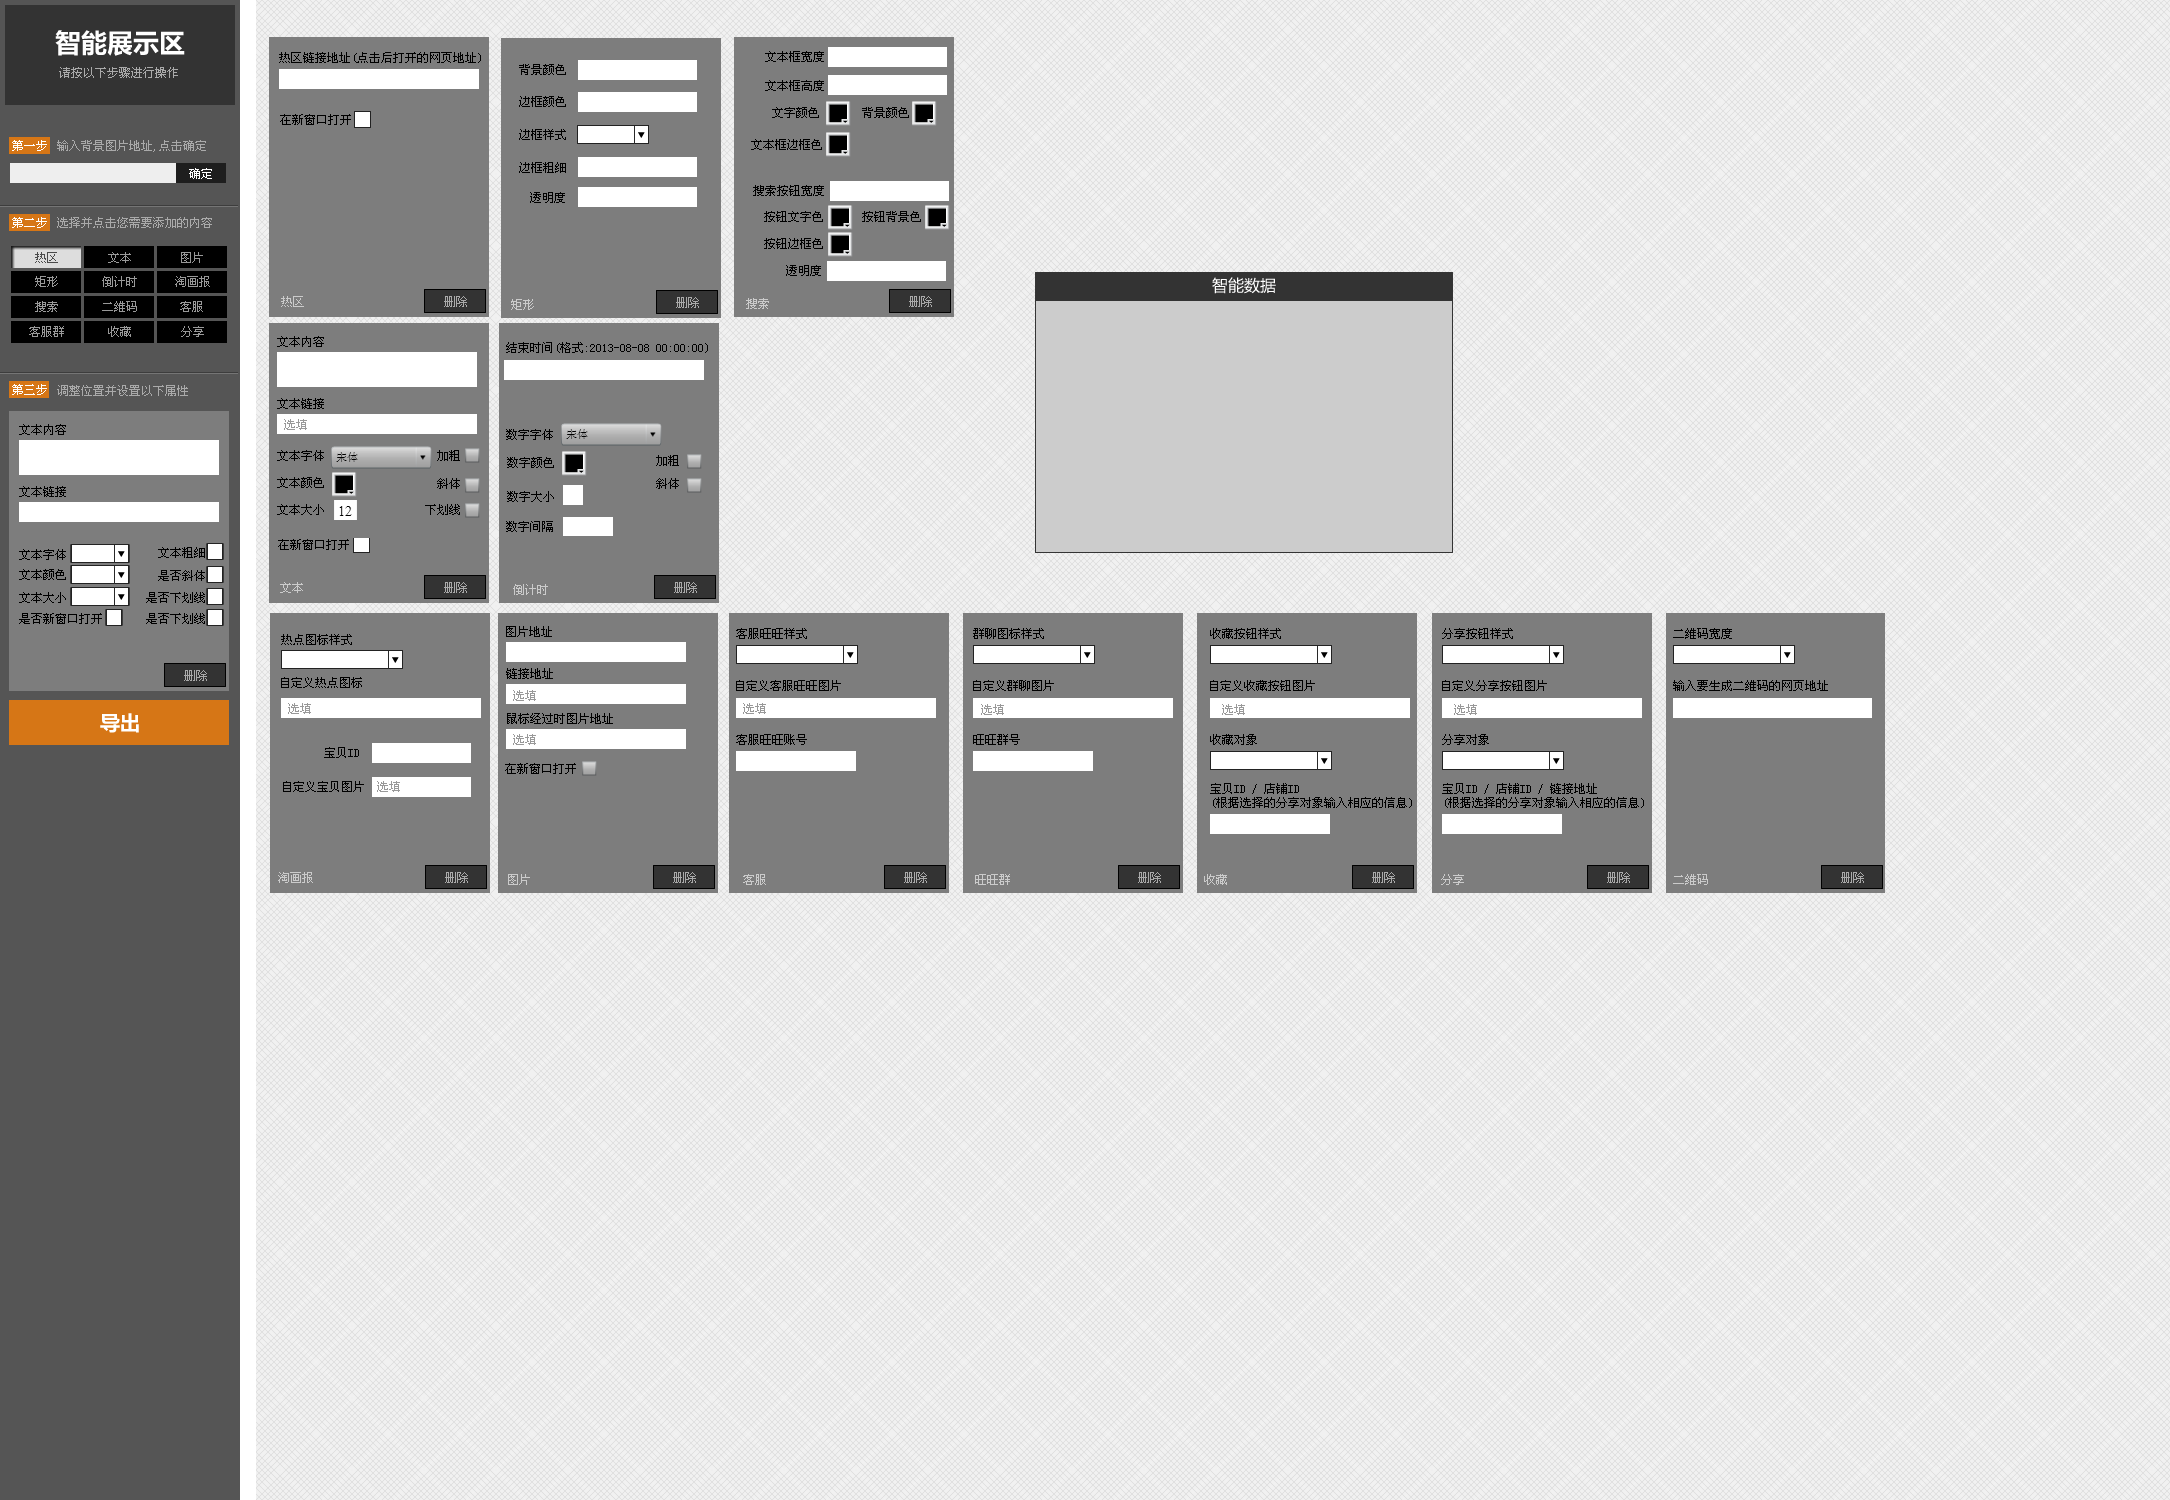 智能展示区
请按以下步骤进行操作
第一步 输入背景图片地址, 点击确定
确定
第二步 选择并点击您需要添加的内容
热区 文本 图片
矩形 倒计时 淘画报
搜索 二维码 客服
客服群 收藏 分享
第三步 调整位置并设置以下属性
文本内容
文本链接
文本字体 文本粗细
文本颜色 是否斜体
文本大小 是否下划线
是否新窗口打开 是否下划线
删除
导出
热区链接地址(点击后打开的网页地址)
在新窗口打开
热区 删除
背景颜色
边框颜色
边框样式
边框粗细
透明度
矩形 删除
文本框宽度
文本框高度
文字颜色 背景颜色
文本框边框色
搜索按钮宽度
按钮文字色 按钮背景色
按钮边框色
透明度
搜索 删除
智能数据
文本内容
文本链接
选填
文本字体 宋体 加粗
文本颜色 斜体
文本大小 12 下划线
在新窗口打开
文本 删除
结束时间(格式:2013-08-08 00:00:00)
数字字体 宋体
数字颜色 加粗
斜体
数字大小
数字间隔
倒计时 删除
热点图标样式
自定义热点图标
选填
宝贝ID
自定义宝贝图片 选填
淘画报 删除
图片地址
链接地址
选填
鼠标经过时图片地址
选填
在新窗口打开
图片 删除
客服旺旺样式
自定义客服旺旺图片
选填
客服旺旺账号
客服 删除
群聊图标样式
自定义群聊图片
选填
旺旺群号
旺旺群 删除
收藏按钮样式
自定义收藏按钮图片
选填
收藏对象
宝贝ID / 店铺ID
(根据选择的分享对象输入相应的信息)
收藏 删除
分享按钮样式
自定义分享按钮图片
选填
分享对象
宝贝ID / 店铺ID / 链接地址
(根据选择的分享对象输入相应的信息)
分享 删除
二维码宽度
输入要生成二维码的网页地址
二维码 删除